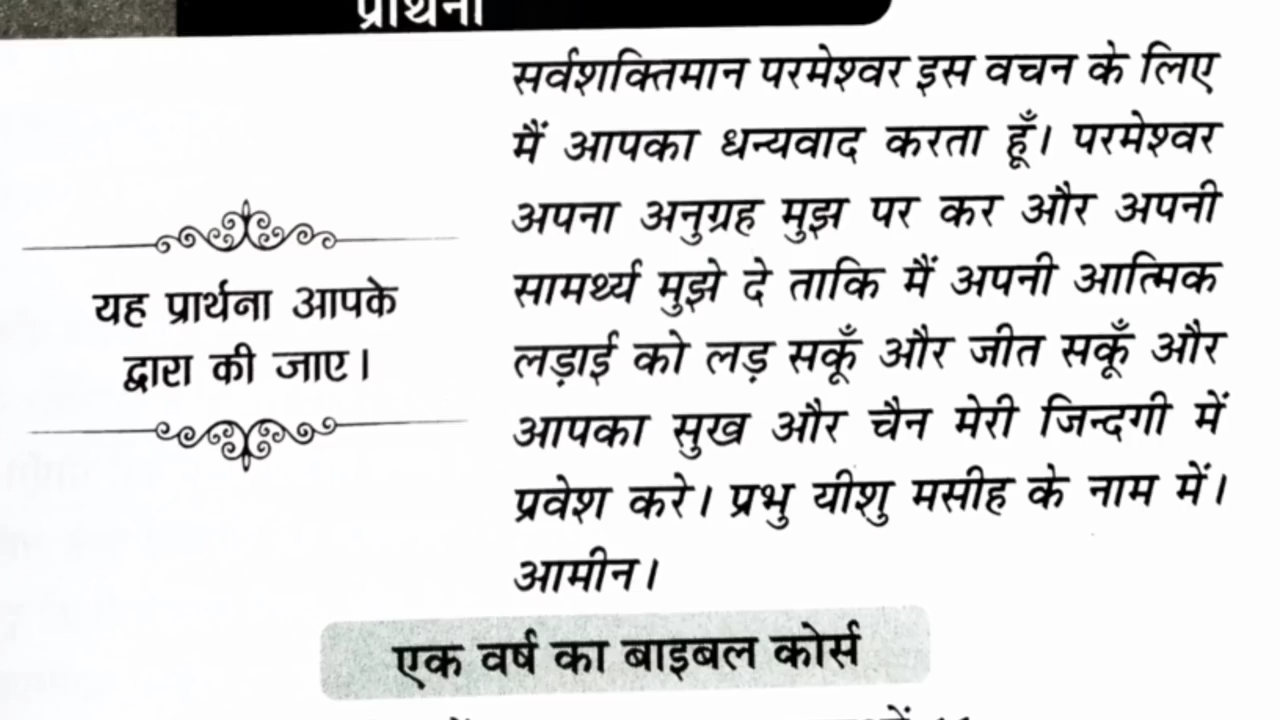 प्रार्थना
सर्वशक्तिमान परमेश्वर इस वचन के लिए
मैं आपका धन्यवाद करता हूँ। परमेश्वर
अपना अनुग्रह मुझ पर कर और अपनी
सामर्थ्य मुझे दे ताकि मैं अपनी आत्मिक
लड़ाई को लड़ सकूँ और जीत सकूँ और
आपका सुख और चैन मेरी जिन्दगी में
प्रवेश करे। प्रभु यीशु मसीह के नाम में।
आमीन।
यह प्रार्थना आपके
द्वारा की जाए।
एक वर्ष का बाइबल कोर्स